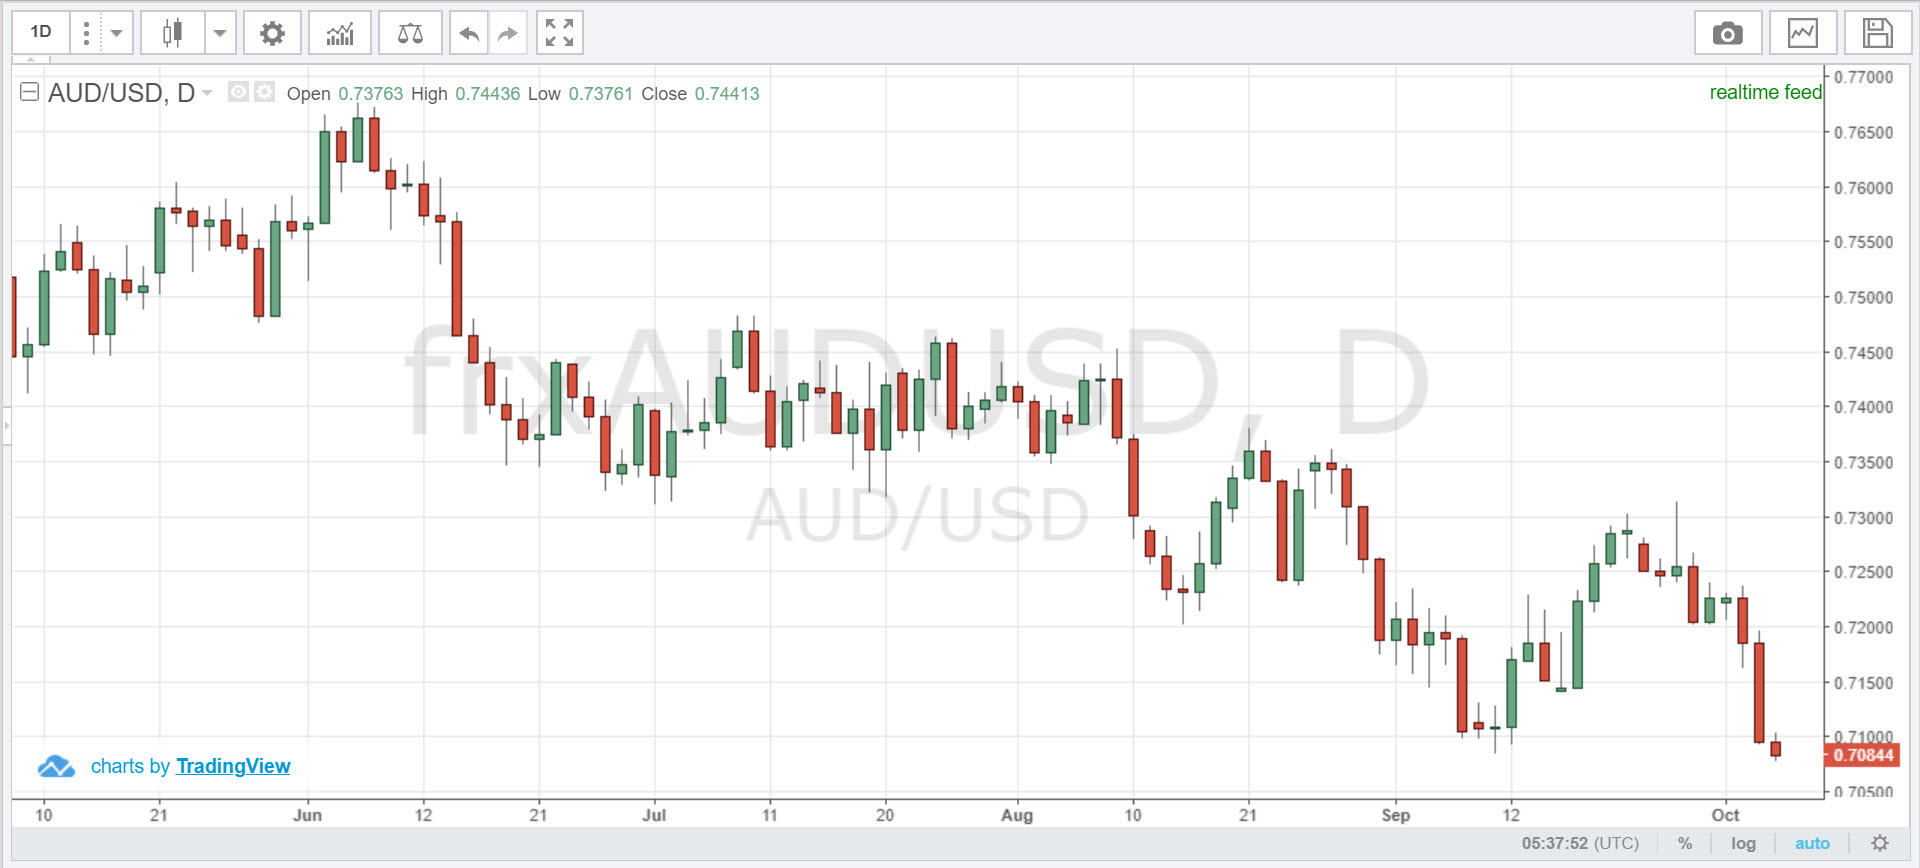 1D
AUD/USD, D Open 0.73763 High 0.74436 Low 0.73761 Close 0.74413
realtime feed
0.77000
0.76500
0.76000
0.75500
0.75000
0.74500
0.74000
0.73500
0.73000
0.72500
0.72000
0.71500
0.71000
0.70844
0.70500
frxAUDUSD, D
AUD/USD
charts by TradingView
10 21 Jun 12 21 Jul 11 20 Aug 10 21 Sep 12 Oct
05:37:52 (UTC) % log auto